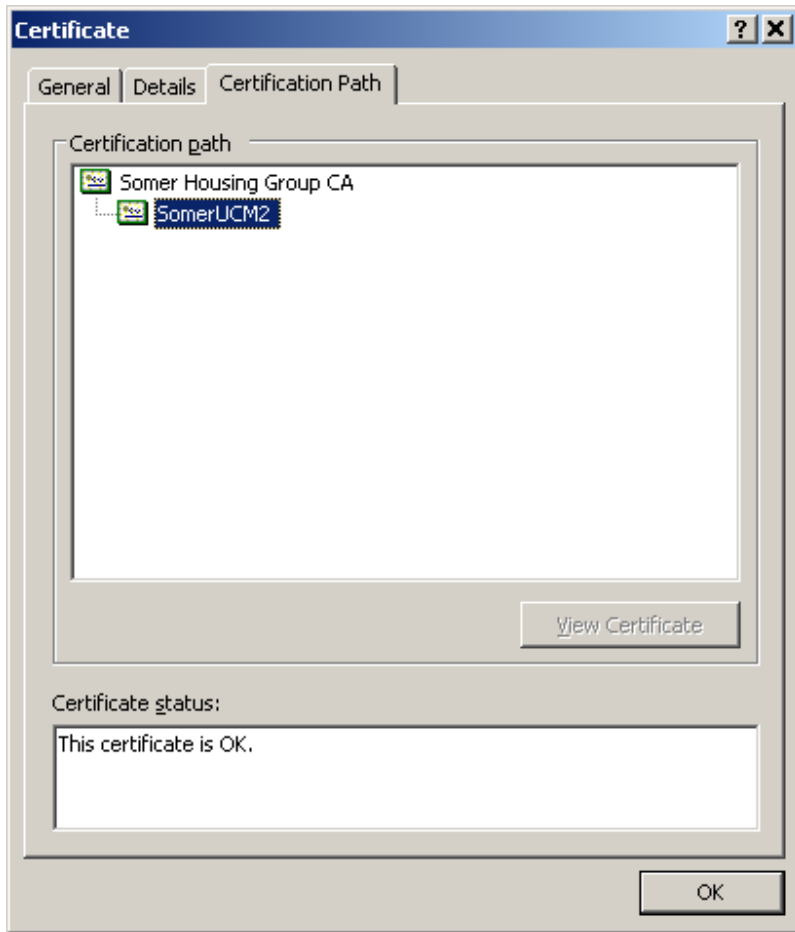 Certificate
? X
General Details Certification Path
Certification path
Somer Housing Group CA
SomerUCM2
View Certificate
Certificate status:
This certificate is OK.
OK